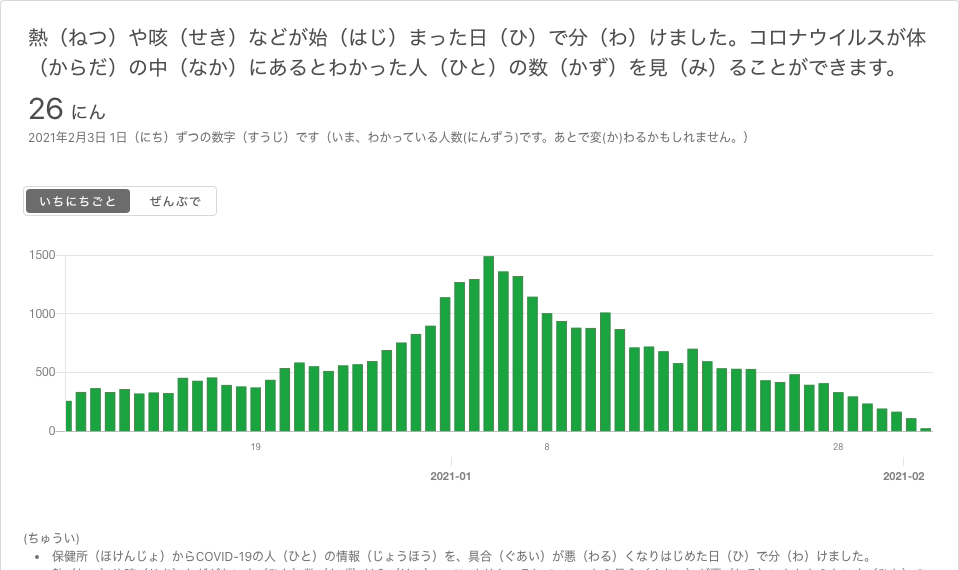 熱（ねつ）や咳（せき）などが始（はじ）まった日（ひ）で分（わ）けました。コロナウイルスが体
（からだ）の中（なか）にあるとわかった人（ひと）の数（かず）を見（み）ることができます。
26 にん
2021年2月3日 1日（にち）ずつの数字（すうじ）です（いま、わかっている人数(にんずう)です。あとで変(か)わるかもしれません。）
いちにちごと ぜんぶで
1500
1000
500
0
19 8 28
2021-01 2021-02
(ちゅうい)
• 保健所（ほけんじょ）からCOVID-19の人（ひと）の情報（じょうほう）を、具合（ぐあい）が悪（わる）くなりはじめた日（ひ）で分（わ）けました。